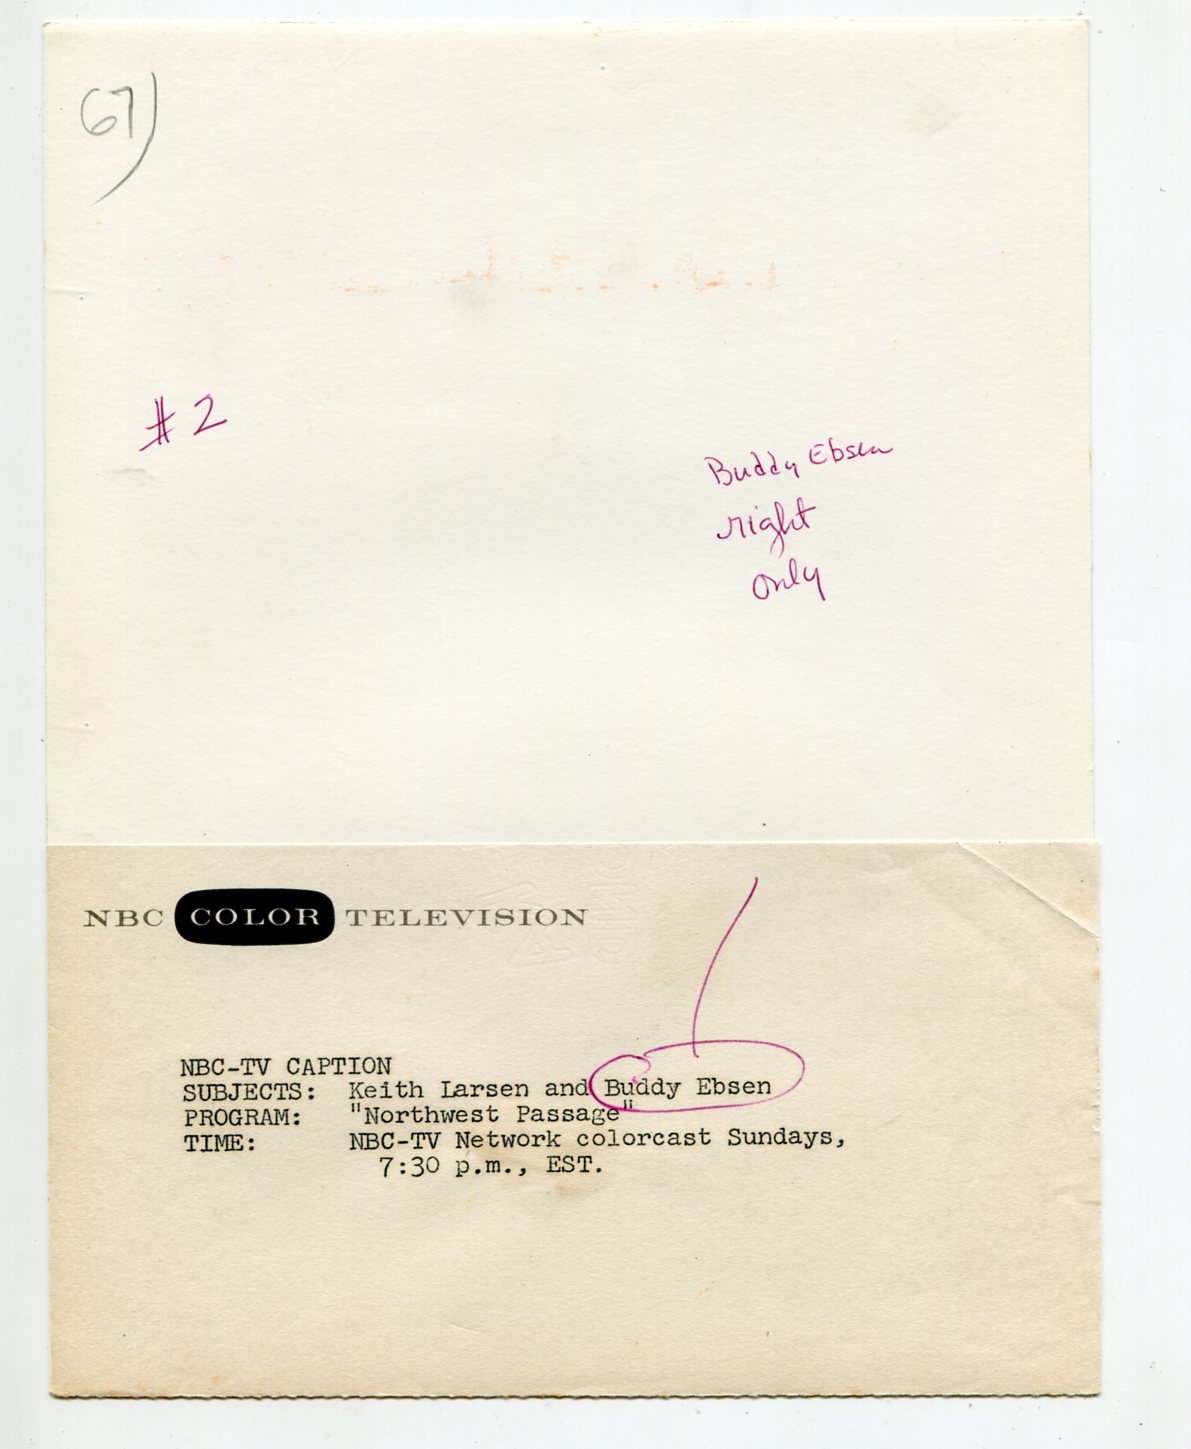 67)
#2
Buddy Ebsen
right
only
NBC COLOR TELEVISION
NBC-TV CAPTION
SUBJECTS: Keith Larsen and Buddy Ebsen
PROGRAM: "Northwest Passage"
TIME: NBC-TV Network colorcast Sundays,
7:30 p.m., EST.